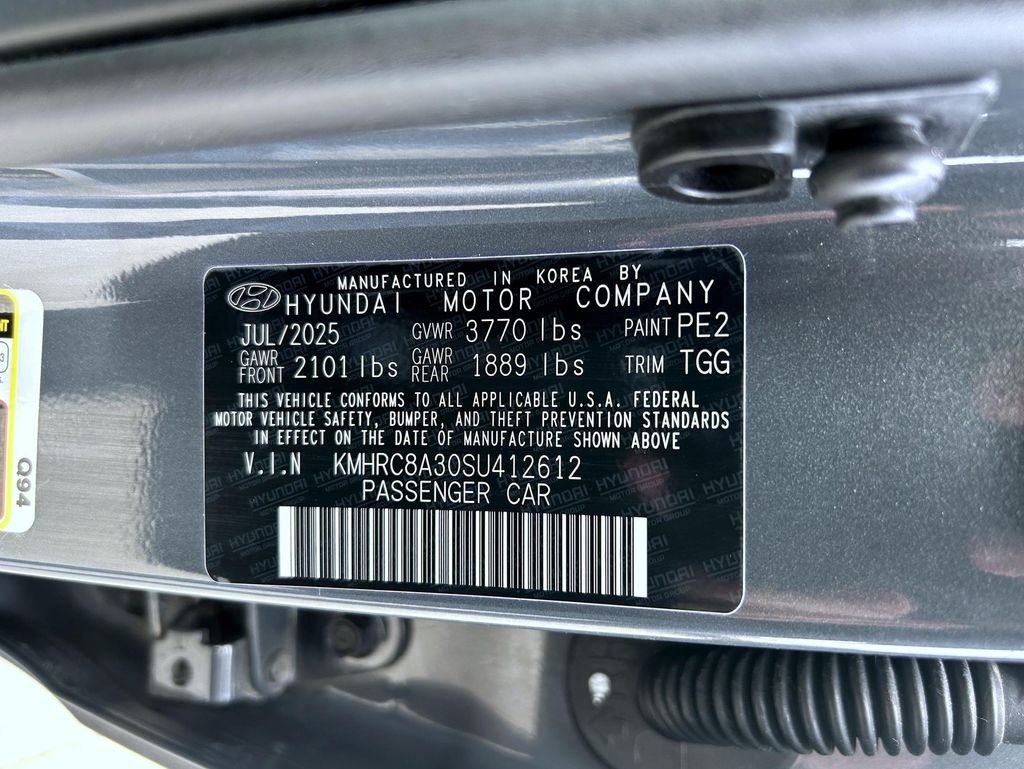 MANUFACTURED IN KOREA BY
HYUNDAI MOTOR COMPANY
JUL/2025 GVWR 3770 lbs PAINT PE2
GAWR FRONT 2101 lbs GAWR REAR 1889 lbs TRIM TGG
THIS VEHICLE CONFORMS TO ALL APPLICABLE U.S.A. FEDERAL
MOTOR VEHICLE SAFETY, BUMPER, AND THEFT PREVENTION STANDARDS
IN EFFECT ON THE DATE OF MANUFACTURE SHOWN ABOVE
V.I.N KMHRC8A30SU412612
PASSENGER CAR
Q94